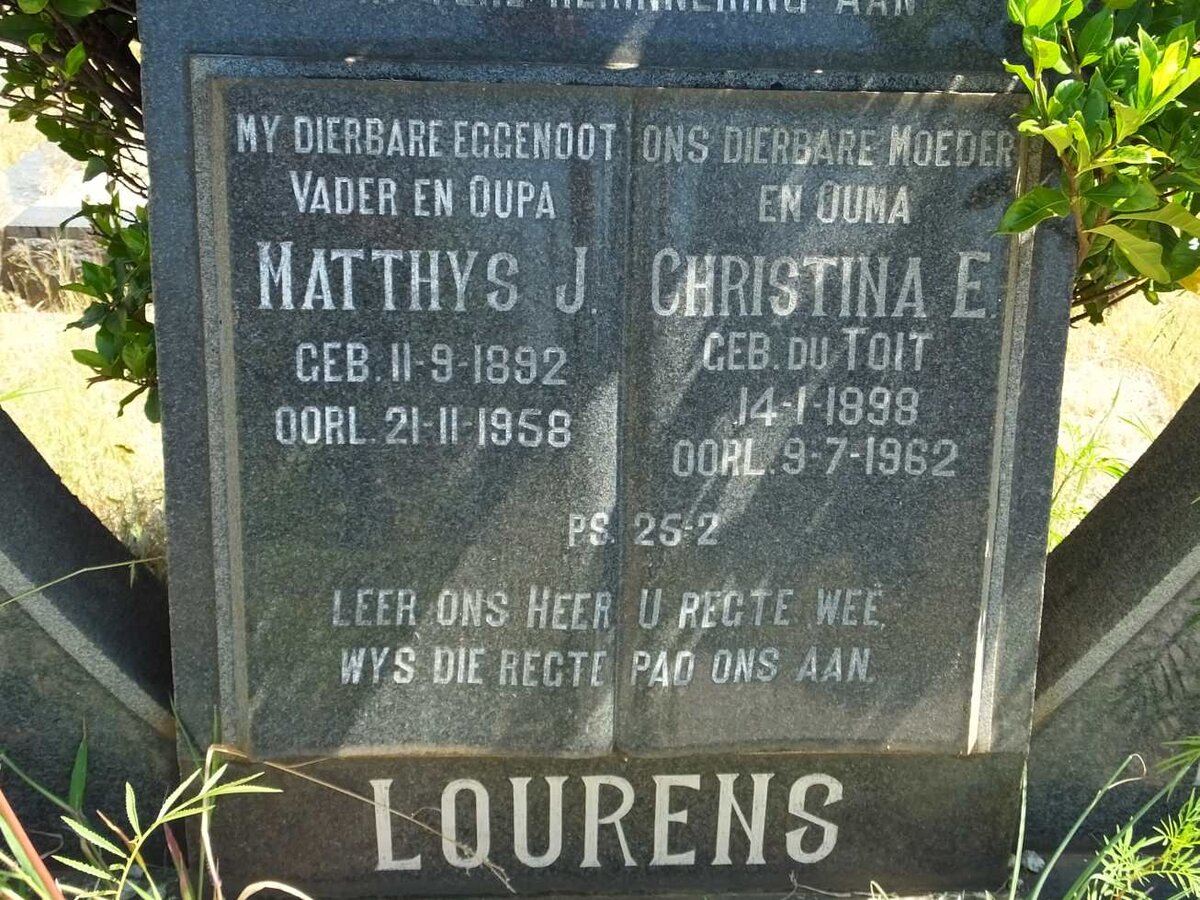 HERINNERING AAN
MY DIERBARE EGGENOOT
VADER EN OUPA
MATTHYS J.
GEB. 11-9-1892
OORL. 21-11-1958
ONS DIERBARE MOEDER
EN OUMA
CHRISTINA E.
GEB. DU TOIT
14-1-1898
OORL. 9-7-1962
PS. 25-2
LEER ONS HEER U REGTE WEË,
WYS DIE REGTE PAD ONS AAN.
LOURENS